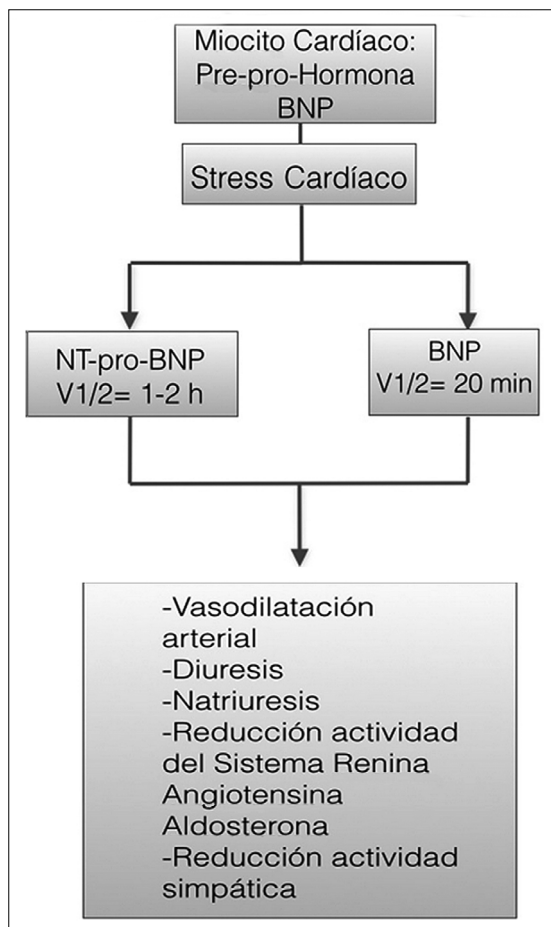 Miocito Cardíaco:
Pre-pro-Hormona
BNP
Stress Cardíaco
NT-pro-BNP
V1/2= 1-2 h
BNP
V1/2= 20 min
-Vasodilatación
arterial
-Diuresis
-Natriuresis
-Reducción actividad
del Sistema Renina
Angiotensina
Aldosterona
-Reducción actividad
simpática